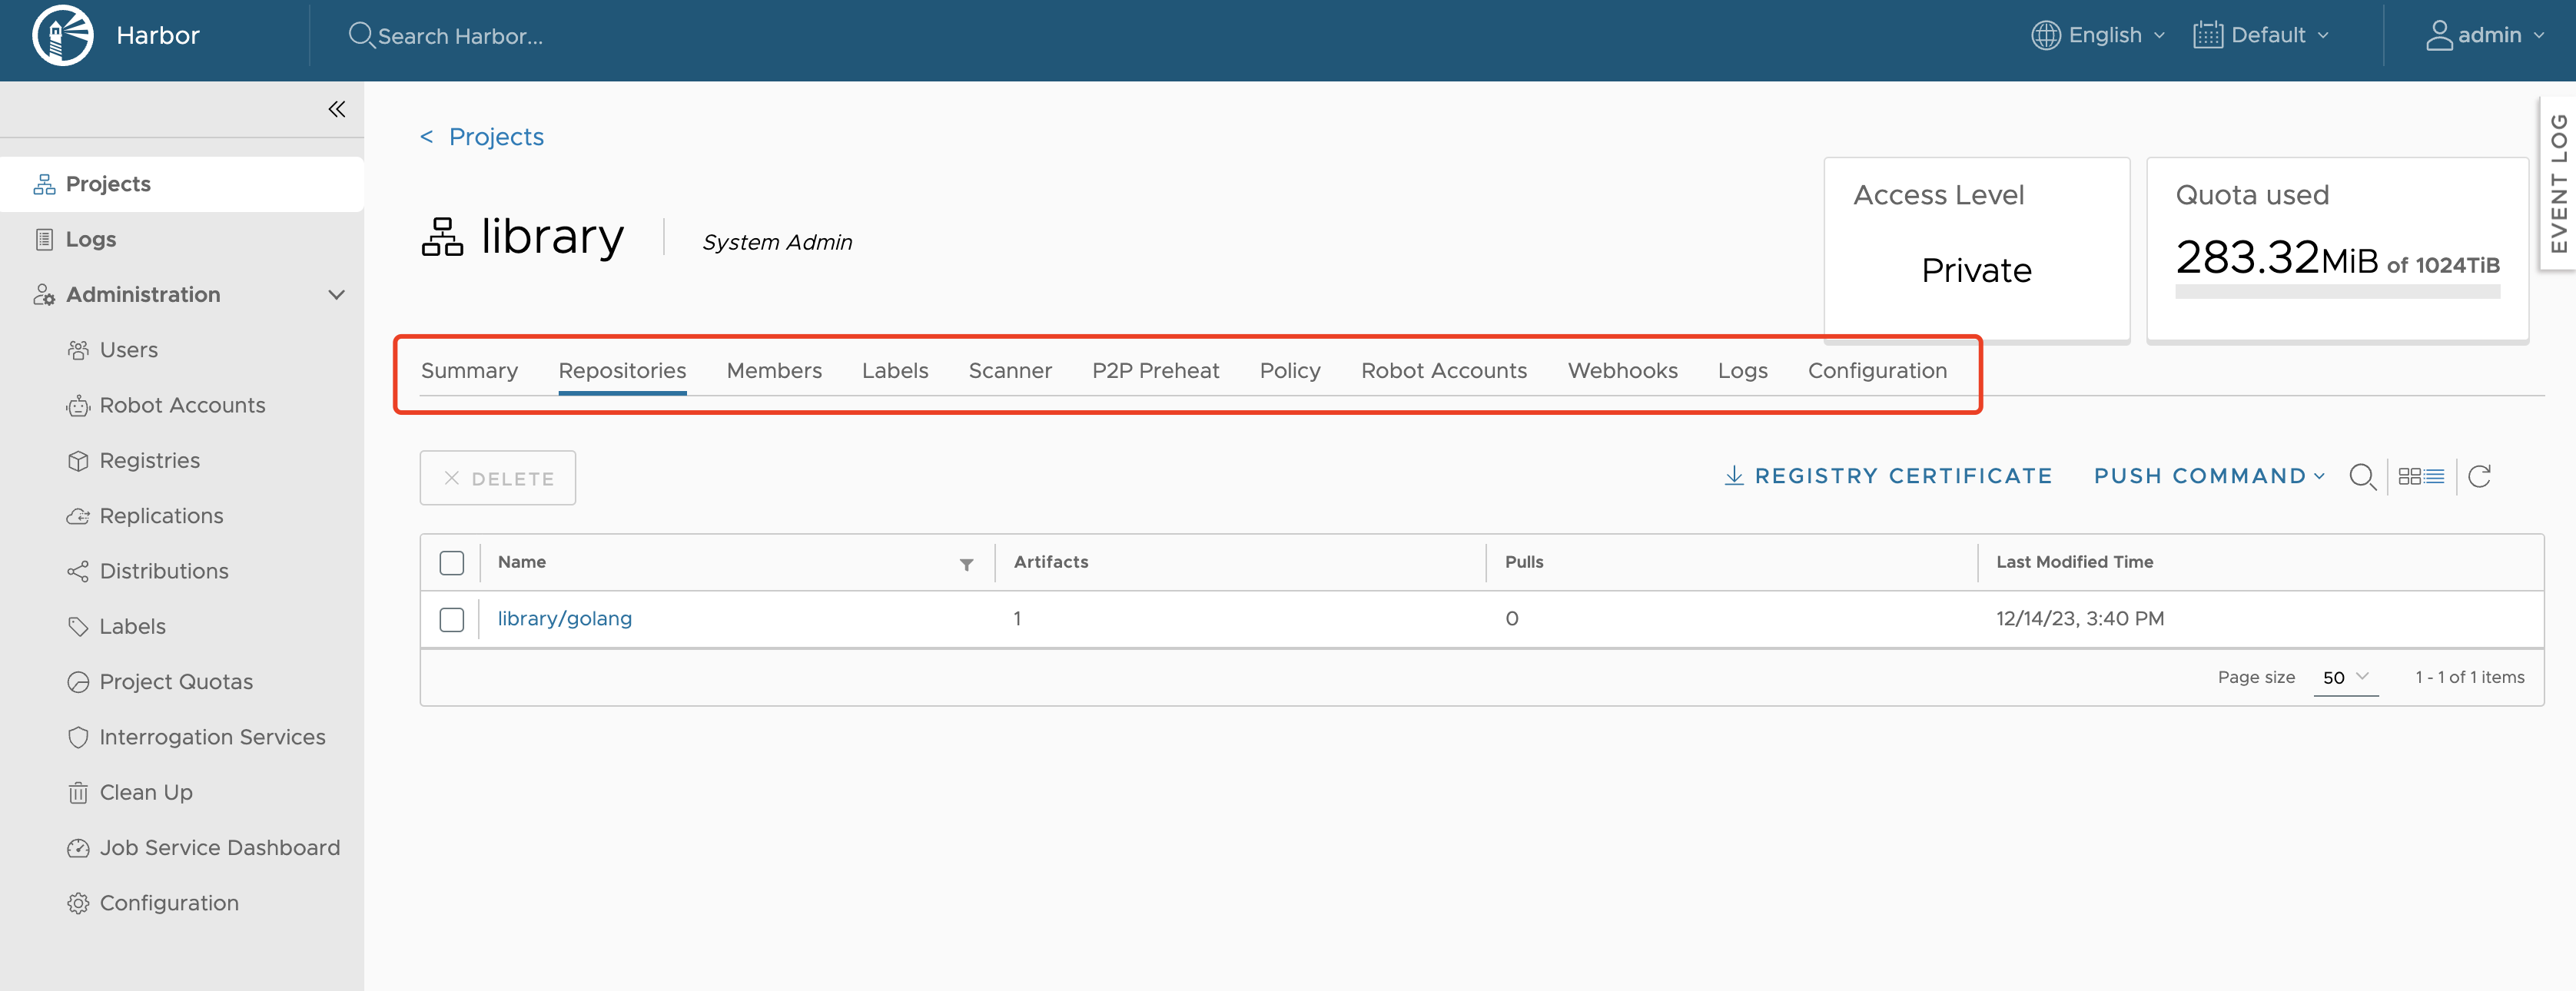 Harbor
Search Harbor...
English
Default
admin
EVENT LOG
Projects
Logs
Administration
Users
Robot Accounts
Registries
Replications
Distributions
Labels
Project Quotas
Interrogation Services
Clean Up
Job Service Dashboard
Configuration
< Projects
library
System Admin
Access Level
Private
Quota used
283.32MiB of 1024TiB
Summary Repositories Members Labels Scanner P2P Preheat Policy Robot Accounts Webhooks Logs Configuration
DELETE
REGISTRY CERTIFICATE PUSH COMMAND
Name Artifacts Pulls Last Modified Time
library/golang 1 0 12/14/23, 3:40 PM
Page size 50 1 - 1 of 1 items